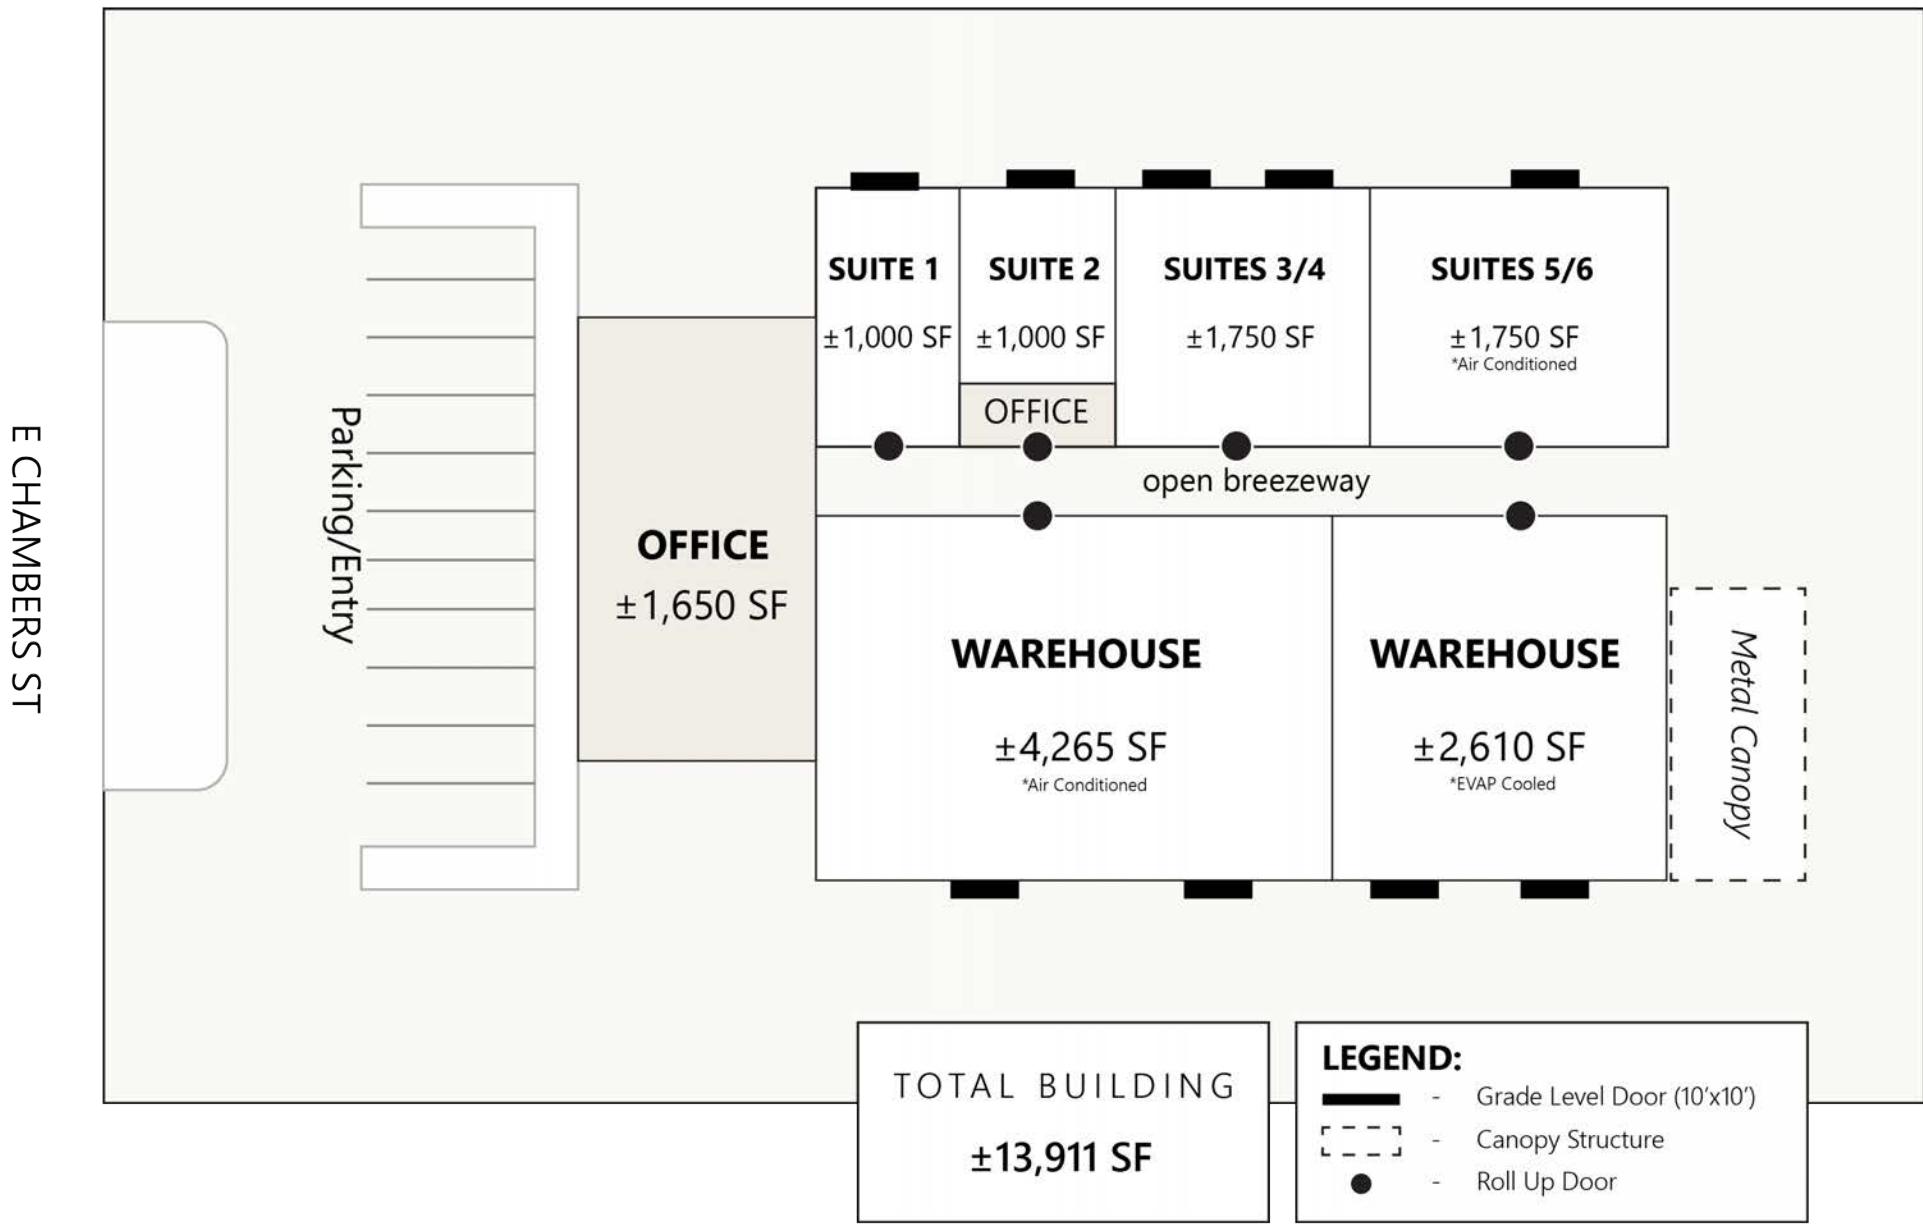 E CHAMBERS ST
Parking/Entry
OFFICE
±1,650 SF
SUITE 1
±1,000 SF
SUITE 2
±1,000 SF
OFFICE
SUITES 3/4
±1,750 SF
SUITES 5/6
±1,750 SF
*Air Conditioned
open breezeway
WAREHOUSE
±4,265 SF
*Air Conditioned
WAREHOUSE
±2,610 SF
*EVAP Cooled
Metal Canopy
TOTAL BUILDING
±13,911 SF
LEGEND:
- Grade Level Door (10'x10')
- Canopy Structure
- Roll Up Door